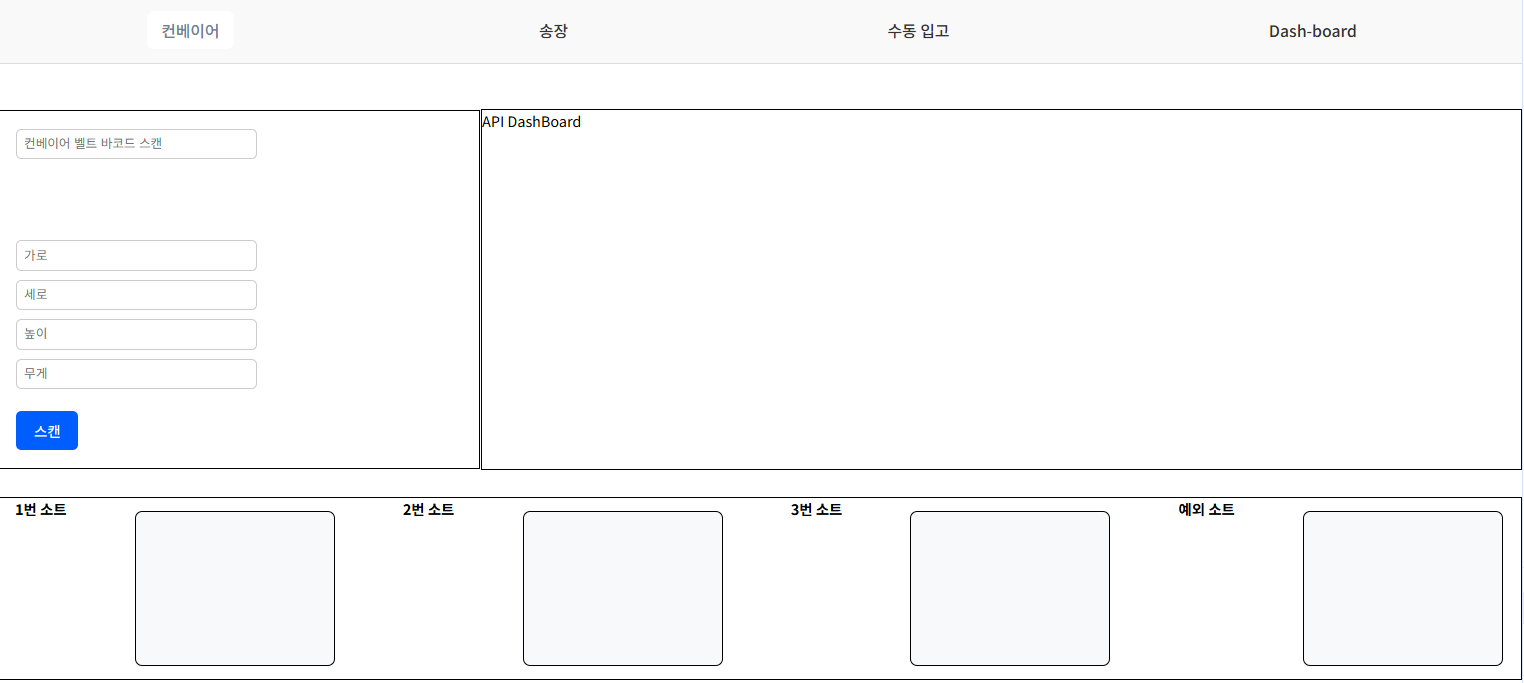 컨베이어 송장 수동 입고 Dash-board
컨베이어 벨트 바코드 스캔
가로
세로
높이
무게
스캔
API DashBoard
1번 소트 2번 소트 3번 소트 예외 소트